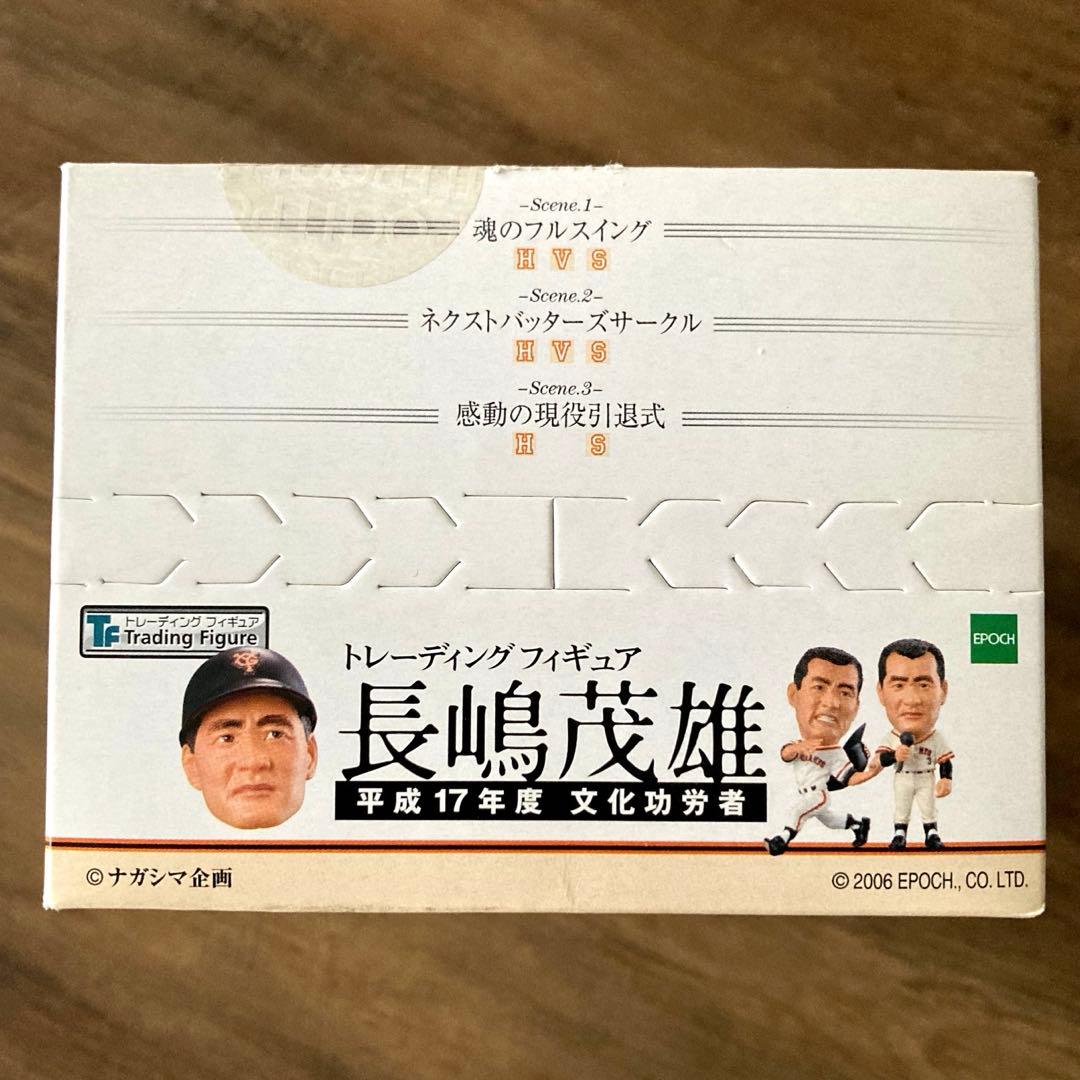 –Scene.1–
魂のフルスイング
H V S
–Scene.2–
ネクストバッターズサークル
H V S
–Scene.3–
感動の現役引退式
H S
TF トレーディング フィギュア
Trading Figure
EPOCH
トレーディング フィギュア
長嶋茂雄
平成17年度 文化功労者
©ナガシマ企画
© 2006 EPOCH., CO. LTD.